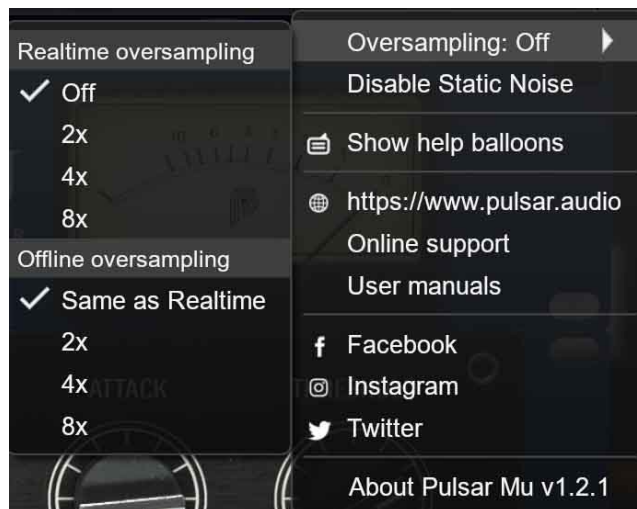 Realtime oversampling
Off
2x
4x
8x
Offline oversampling
Same as Realtime
2x
4x
8x
ATTACK
Oversampling: Off
Disable Static Noise
Show help balloons
https://www.pulsar.audio
Online support
User manuals
Facebook
Instagram
Twitter
About Pulsar Mu v1.2.1